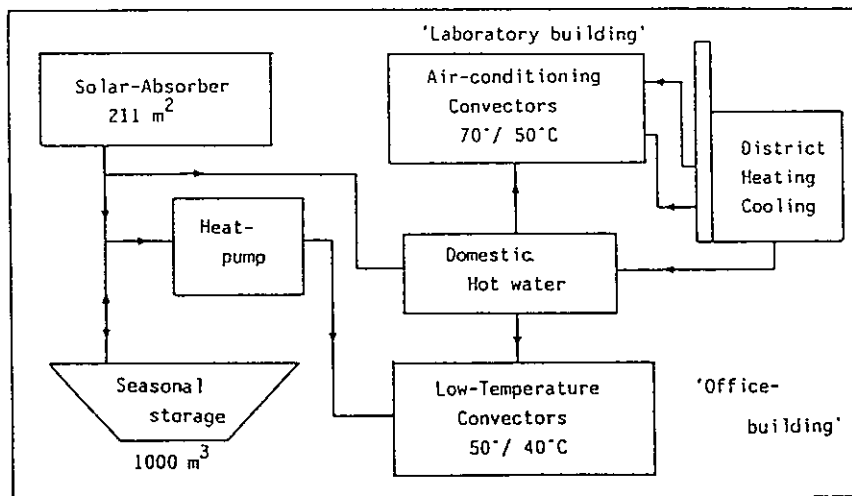 'Laboratory building'
Solar-Absorber
211 m²
Air-conditioning
Convectors
70°/ 50°C
District
Heating
Cooling
Heat-
pump
Domestic
Hot water
Seasonal
storage
1000 m³
Low-Temperature
Convectors
50°/ 40°C
'Office-
building'